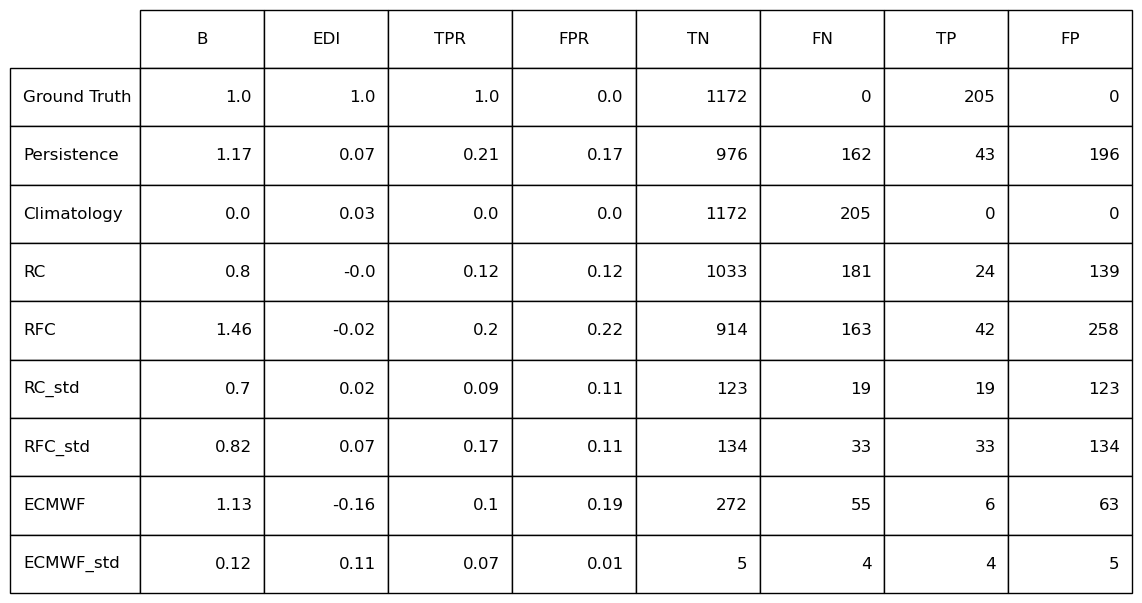 B EDI TPR FPR TN FN TP FP
Ground Truth 1.0 1.0 1.0 0.0 1172 0 205 0
Persistence 1.17 0.07 0.21 0.17 976 162 43 196
Climatology 0.0 0.03 0.0 0.0 1172 205 0 0
RC 0.8 -0.0 0.12 0.12 1033 181 24 139
RFC 1.46 -0.02 0.2 0.22 914 163 42 258
RC_std 0.7 0.02 0.09 0.11 123 19 19 123
RFC_std 0.82 0.07 0.17 0.11 134 33 33 134
ECMWF 1.13 -0.16 0.1 0.19 272 55 6 63
ECMWF_std 0.12 0.11 0.07 0.01 5 4 4 5